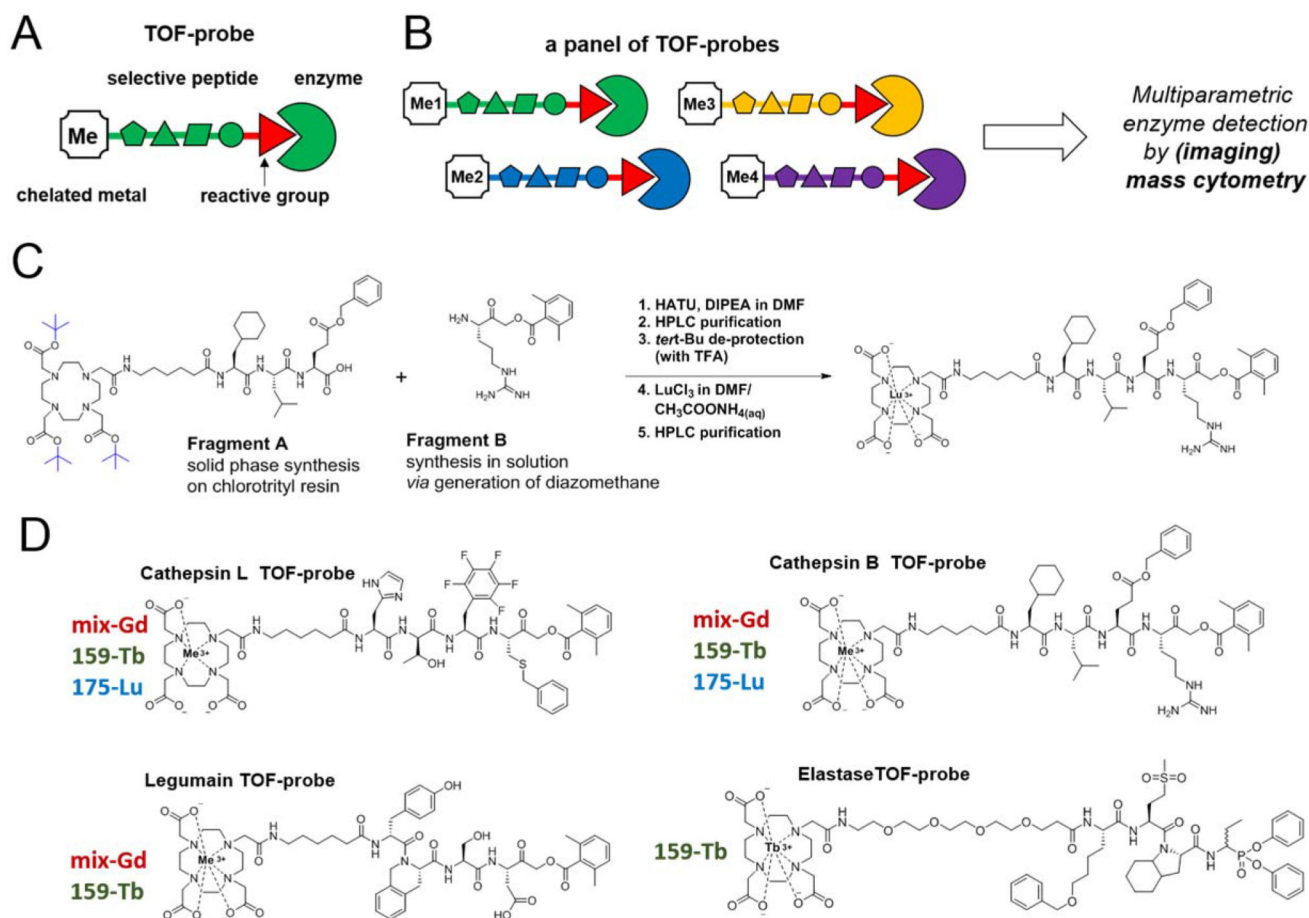 A
TOF-probe
selective peptide
enzyme
Me
chelated metal
reactive group
B
a panel of TOF-probes
Me1
Me3
Me2
Me4
Multiparametric
enzyme detection
by (imaging)
mass cytometry
C
Fragment A
solid phase synthesis
on chlorotrityl resin
+
Fragment B
synthesis in solution
via generation of diazomethane
1. HATU, DIPEA in DMF
2. HPLC purification
3. tert-Bu de-protection
(with TFA)
4. LuCl3 in DMF/
CH3COONH4(aq)
5. HPLC purification
Lu3+
D
Cathepsin L TOF-probe
mix-Gd
159-Tb
175-Lu
Me3+
Cathepsin B TOF-probe
mix-Gd
159-Tb
175-Lu
Me3+
Legumain TOF-probe
mix-Gd
159-Tb
Me3+
ElastaseTOF-probe
159-Tb
Tb3+